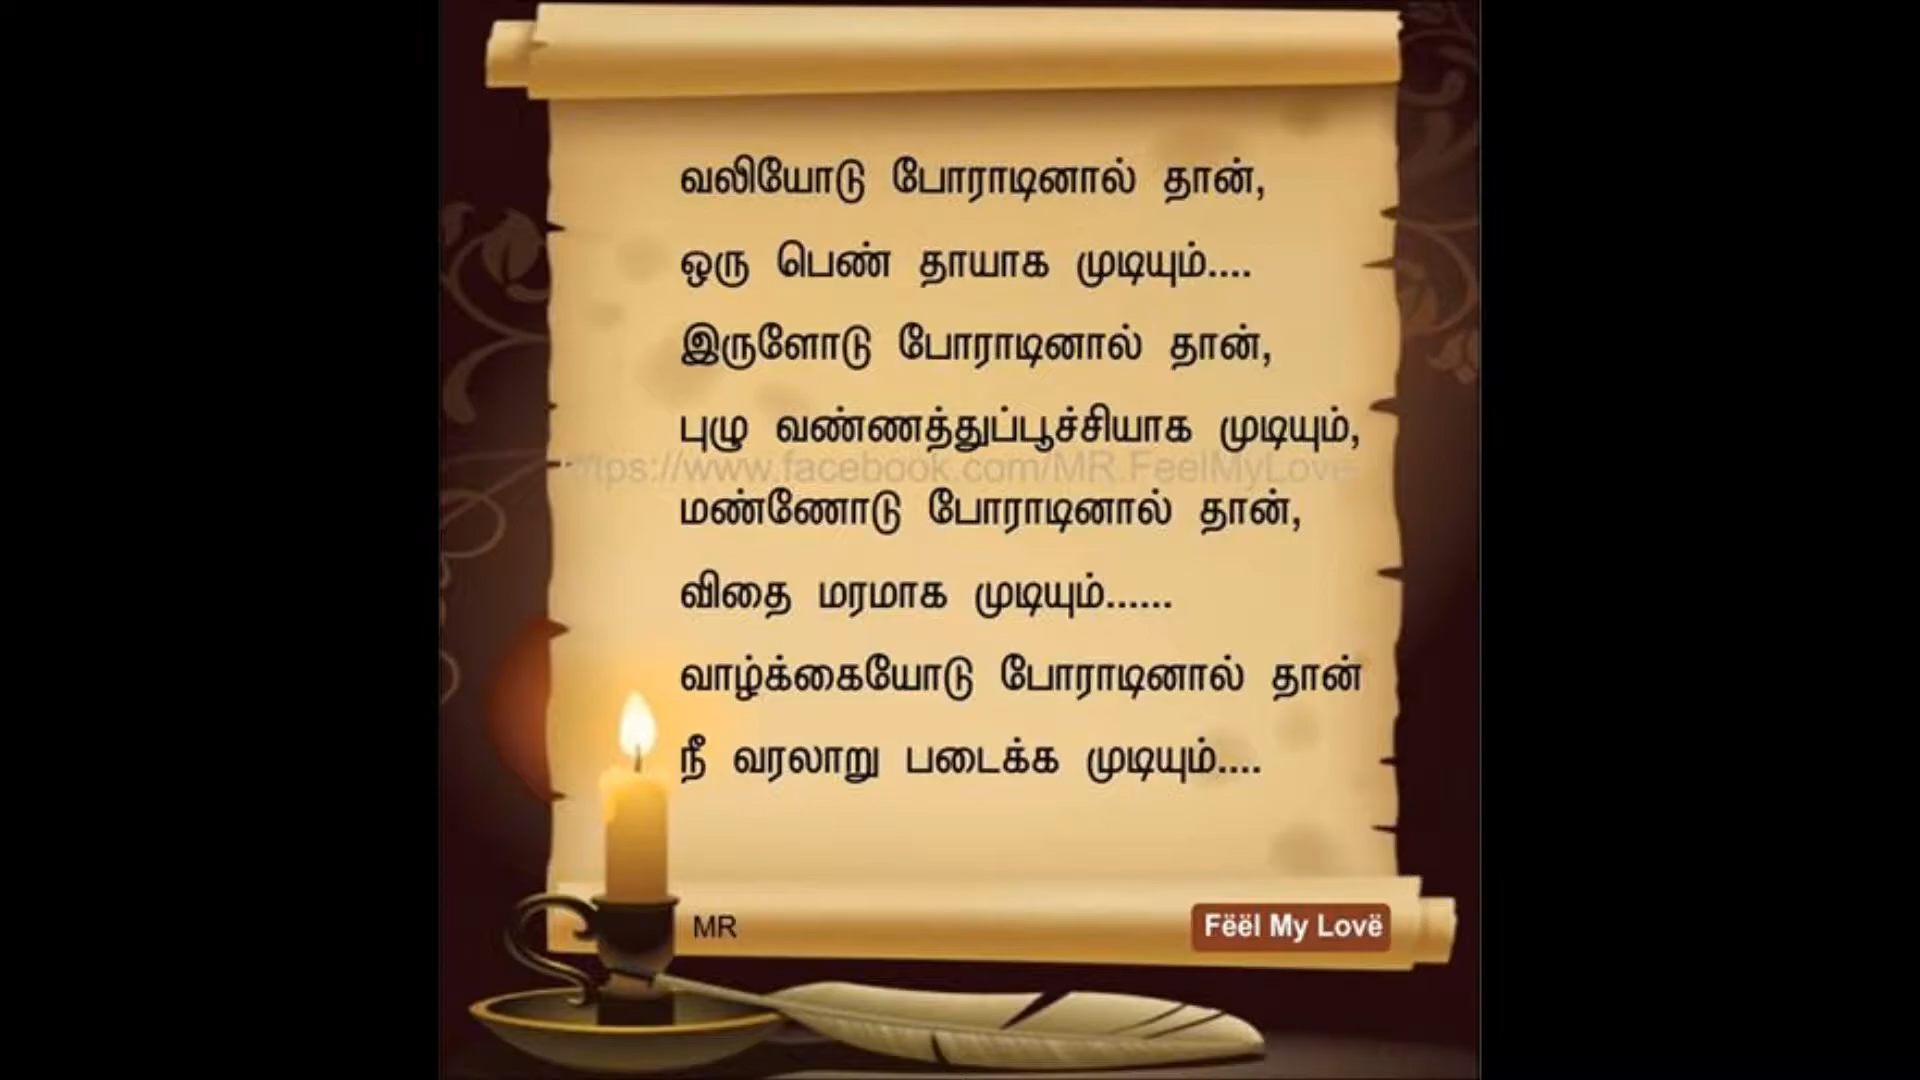 வலியோடு போராடினால் தான்,
ஒரு பெண் தாயாக முடியும்....
இருளோடு போராடினால் தான்,
புழு வண்ணத்துப்பூச்சியாக முடியும்,
https://www.facebook.com/MR.FeelMyLove
மண்ணோடு போராடினால் தான்,
விதை மரமாக முடியும்......
வாழ்க்கையோடு போராடினால் தான்
நீ வரலாறு படைக்க முடியும்....
MR
Fëël My Lovë